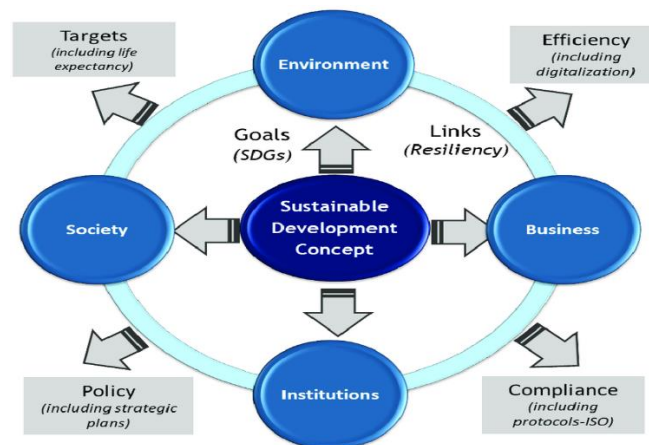 Targets
(including life
expectancy)
Environment
Efficiency
(including
digitalization)
Goals
(SDGs)
Links
(Resiliency)
Society
Sustainable
Development
Concept
Business
Policy
(including strategic
plans)
Institutions
Compliance
(including
protocols-ISO)